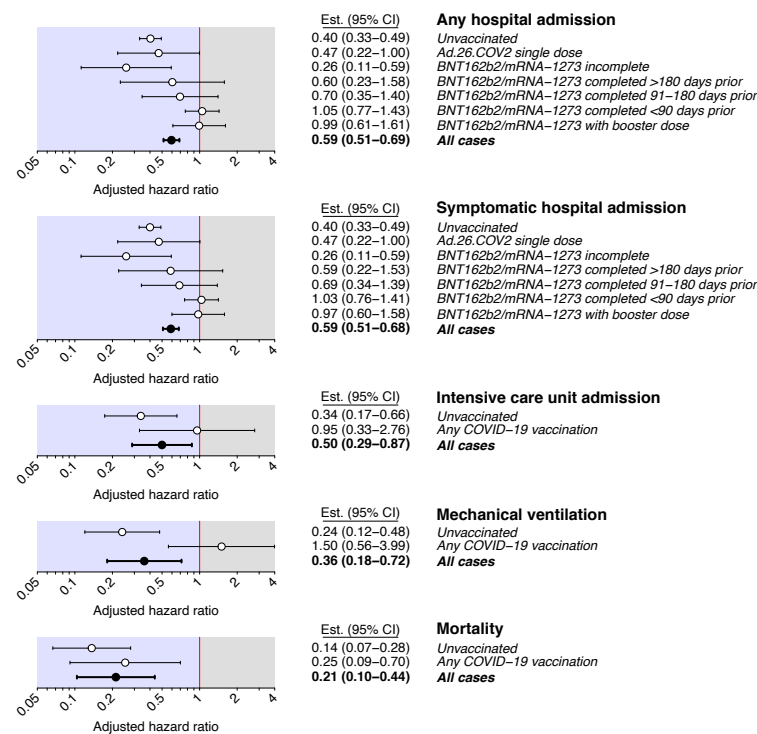 Est. (95% CI) Any hospital admission
0.40 (0.33−0.49) Unvaccinated
0.47 (0.22−1.00) Ad.26.COV2 single dose
0.26 (0.11−0.59) BNT162b2/mRNA−1273 incomplete
0.60 (0.23−1.58) BNT162b2/mRNA−1273 completed >180 days prior
0.70 (0.35−1.40) BNT162b2/mRNA−1273 completed 91−180 days prior
1.05 (0.77−1.43) BNT162b2/mRNA−1273 completed <90 days prior
0.99 (0.61−1.61) BNT162b2/mRNA−1273 with booster dose
0.59 (0.51−0.69) All cases
0.05 0.1 0.2 0.5 1 2 4
Adjusted hazard ratio
Est. (95% CI) Symptomatic hospital admission
0.40 (0.33−0.49) Unvaccinated
0.47 (0.22−1.00) Ad.26.COV2 single dose
0.26 (0.11−0.59) BNT162b2/mRNA−1273 incomplete
0.59 (0.22−1.53) BNT162b2/mRNA−1273 completed >180 days prior
0.69 (0.34−1.39) BNT162b2/mRNA−1273 completed 91−180 days prior
1.03 (0.76−1.41) BNT162b2/mRNA−1273 completed <90 days prior
0.97 (0.60−1.58) BNT162b2/mRNA−1273 with booster dose
0.59 (0.51−0.68) All cases
0.05 0.1 0.2 0.5 1 2 4
Adjusted hazard ratio
Est. (95% CI) Intensive care unit admission
0.34 (0.17−0.66) Unvaccinated
0.95 (0.33−2.76) Any COVID−19 vaccination
0.50 (0.29−0.87) All cases
0.05 0.1 0.2 0.5 1 2 4
Adjusted hazard ratio
Est. (95% CI) Mechanical ventilation
0.24 (0.12−0.48) Unvaccinated
1.50 (0.56−3.99) Any COVID−19 vaccination
0.36 (0.18−0.72) All cases
0.05 0.1 0.2 0.5 1 2 4
Adjusted hazard ratio
Est. (95% CI) Mortality
0.14 (0.07−0.28) Unvaccinated
0.25 (0.09−0.70) Any COVID−19 vaccination
0.21 (0.10−0.44) All cases
0.05 0.1 0.2 0.5 1 2 4
Adjusted hazard ratio